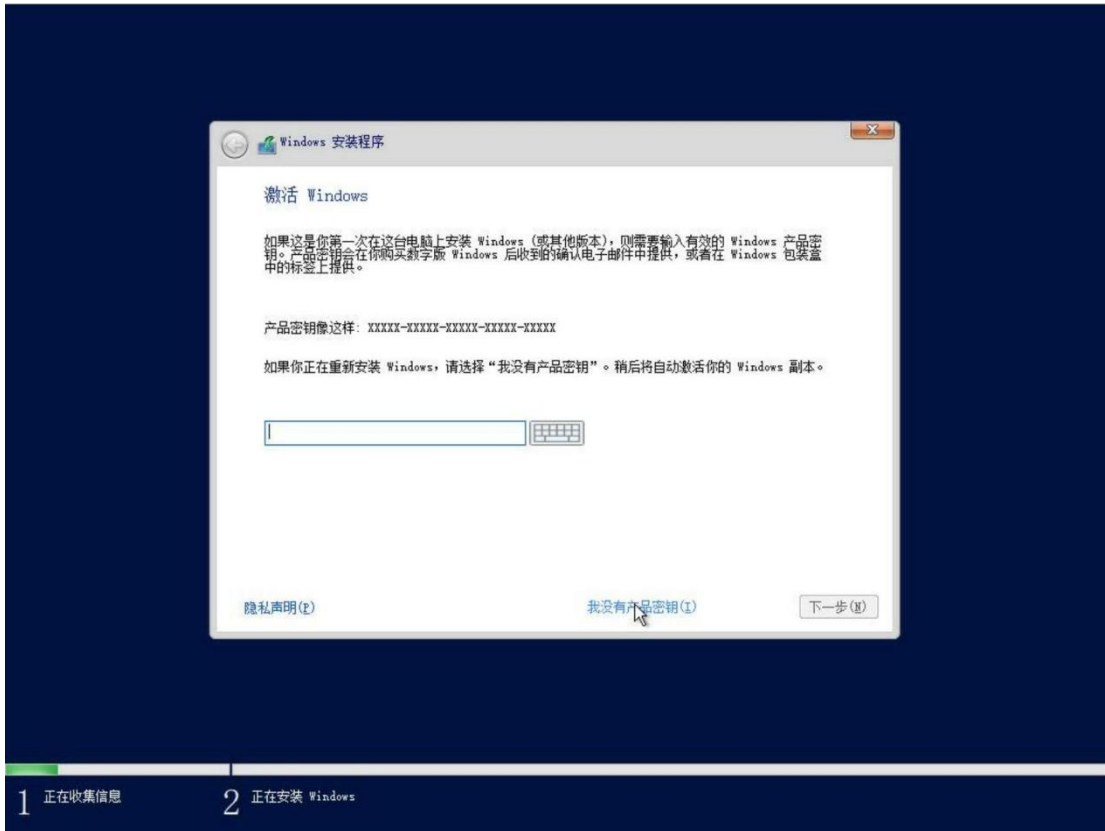 Windows 安装程序
激活 Windows
如果这是你第一次在这台电脑上安装 Windows (或其他版本)，则需要输入有效的 Windows 产品密
钥。产品密钥会在你购买数字版 Windows 后收到的确认电子邮件中提供，或者在 Windows 包装盒
中的标签上提供。
产品密钥像这样: XXXXX-XXXXX-XXXXX-XXXXX-XXXXX
如果你正在重新安装 Windows，请选择“我没有产品密钥”。稍后将自动激活你的 Windows 副本。
隐私声明(P) 我没有产品密钥(I) 下一步(N)
1 正在收集信息 2 正在安装 Windows